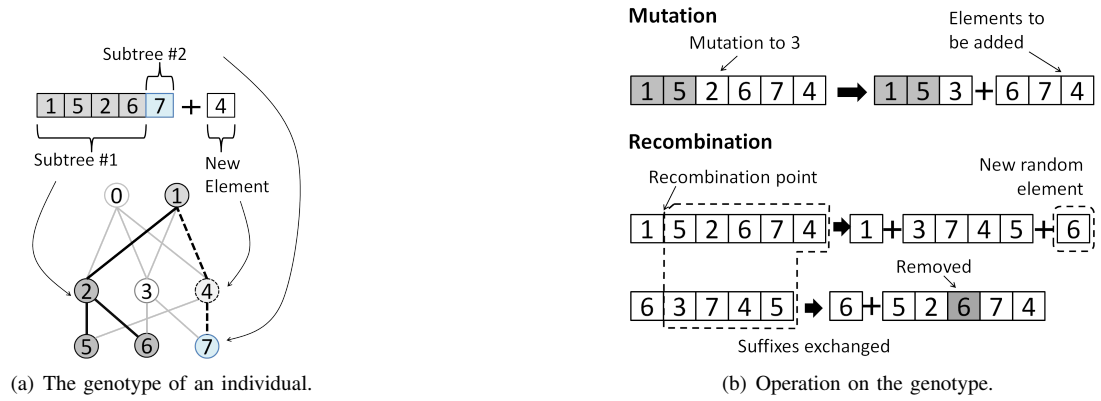 Subtree #2
1 5 2 6 7 + 4
Subtree #1
New
Element
0 1
2 3 4
5 6 7
(a) The genotype of an individual.
Mutation
Mutation to 3
Elements to
be added
1 5 2 6 7 4 1 5 3 + 6 7 4
Recombination
Recombination point
New random
element
1 5 2 6 7 4 1 + 3 7 4 5 + 6
Removed
6 3 7 4 5 6 + 5 2 6 7 4
Suffixes exchanged
(b) Operation on the genotype.